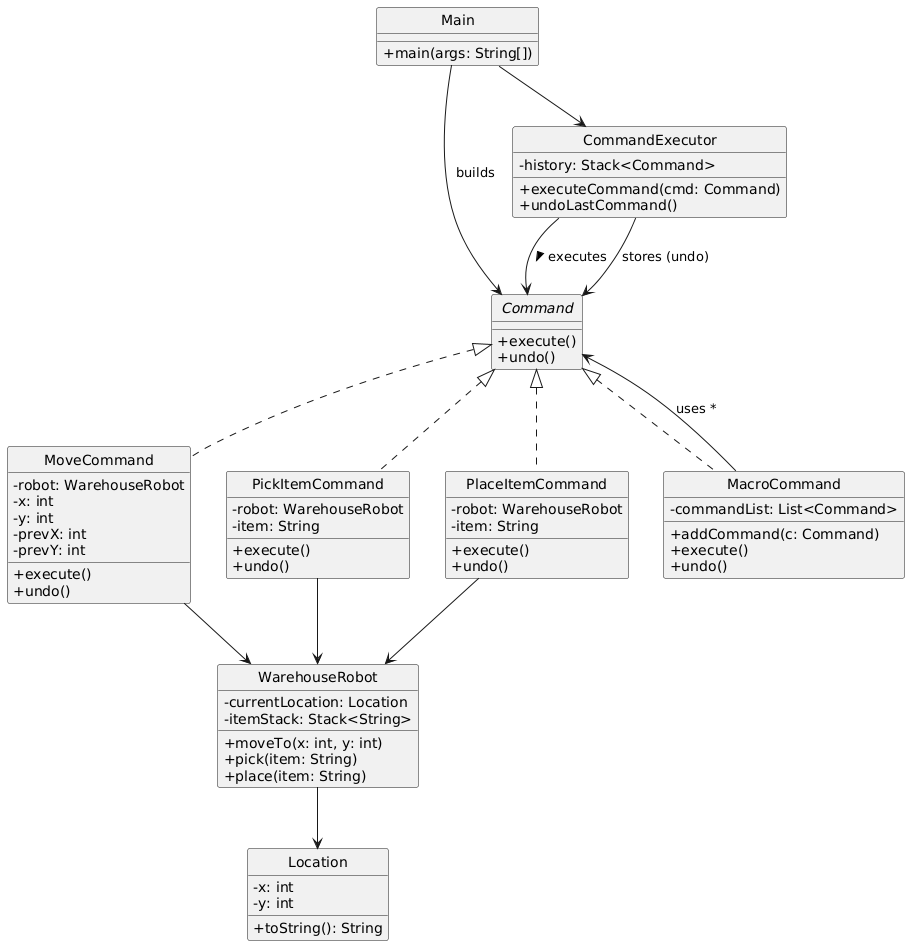 Main
+main(args: String[])
builds
CommandExecutor
-history: Stack<Command>
+executeCommand(cmd: Command)
+undoLastCommand()
executes
stores (undo)
Command
+execute()
+undo()
uses *
MoveCommand
-robot: WarehouseRobot
-x: int
-y: int
-prevX: int
-prevY: int
+execute()
+undo()
PickItemCommand
-robot: WarehouseRobot
-item: String
+execute()
+undo()
PlaceItemCommand
-robot: WarehouseRobot
-item: String
+execute()
+undo()
MacroCommand
-commandList: List<Command>
+addCommand(c: Command)
+execute()
+undo()
WarehouseRobot
-currentLocation: Location
-itemStack: Stack<String>
+moveTo(x: int, y: int)
+pick(item: String)
+place(item: String)
Location
-x: int
-y: int
+toString(): String